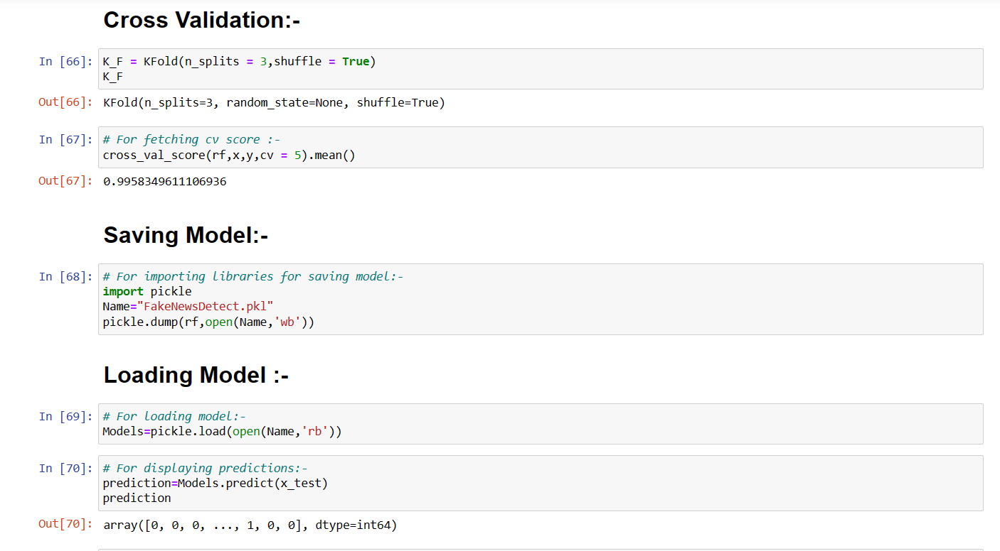 Cross Validation:-
In [66]: K_F = KFold(n_splits = 3,shuffle = True)
K_F
Out[66]: KFold(n_splits=3, random_state=None, shuffle=True)
In [67]: # For fetching cv score :-
cross_val_score(rf,x,y,cv = 5).mean()
Out[67]: 0.9958349611106936
Saving Model:-
In [68]: # For importing libraries for saving model:-
import pickle
Name="FakeNewsDetect.pkl"
pickle.dump(rf,open(Name,'wb'))
Loading Model :-
In [69]: # For loading model:-
Models=pickle.load(open(Name,'rb'))
In [70]: # For displaying predictions:-
prediction=Models.predict(x_test)
prediction
Out[70]: array([0, 0, 0, ..., 1, 0, 0], dtype=int64)